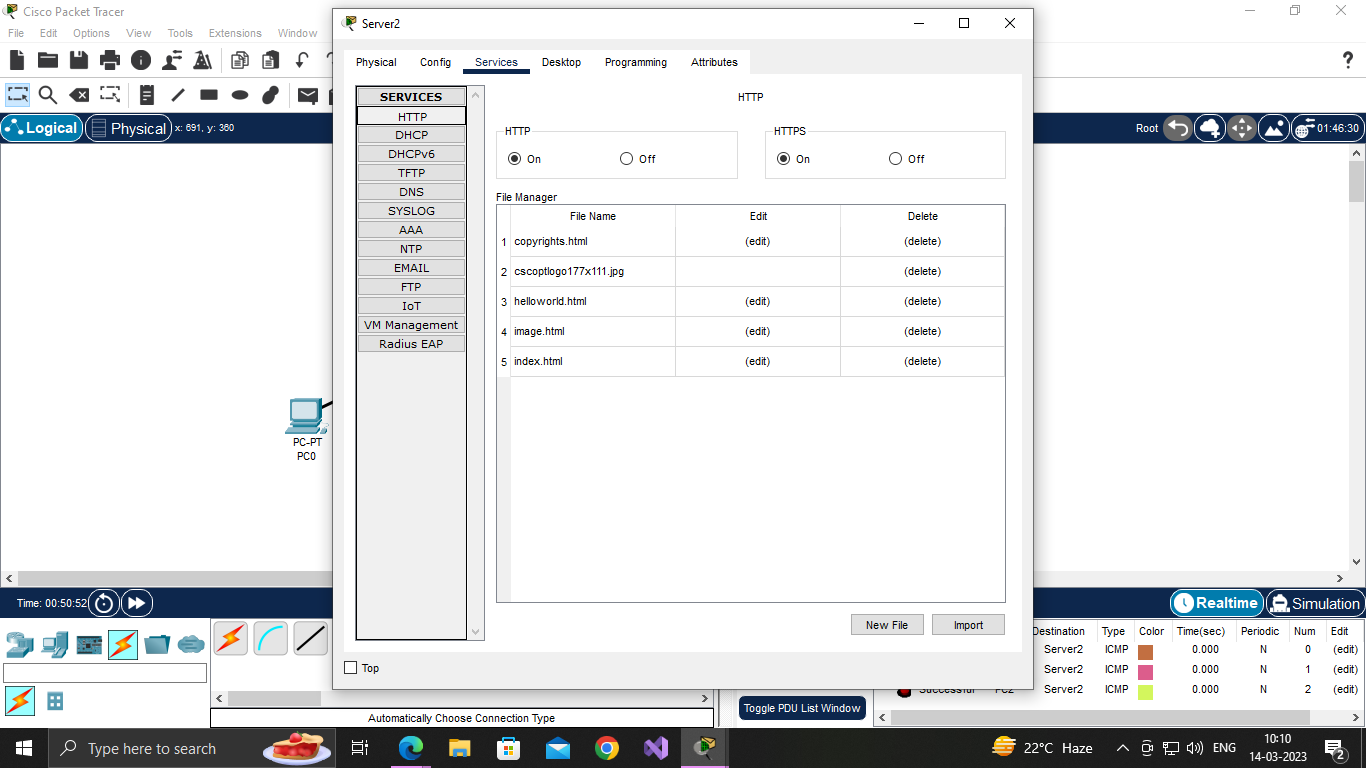 Cisco Packet Tracer
File Edit Options View Tools Extensions Window
Logical Physical x: 691, y: 360
Root 01:46:30
PC-PT
PC0
Server2
Physical Config Services Desktop Programming Attributes
SERVICES
HTTP
DHCP
DHCPv6
TFTP
DNS
SYSLOG
AAA
NTP
EMAIL
FTP
IoT
VM Management
Radius EAP
HTTP
HTTP HTTPS
On Off On Off
File Manager
File Name Edit Delete
1 copyrights.html (edit) (delete)
2 cscoptlogo177x111.jpg (delete)
3 helloworld.html (edit) (delete)
4 image.html (edit) (delete)
5 index.html (edit) (delete)
New File Import
Top
Time: 00:50:52
Realtime Simulation
Destination Type Color Time(sec) Periodic Num Edit
Server2 ICMP 0.000 N 0 (edit)
Server2 ICMP 0.000 N 1 (edit)
Successful PC2 Server2 ICMP 0.000 N 2 (edit)
Automatically Choose Connection Type
Toggle PDU List Window
Type here to search
22°C Haze
ENG
10:10
14-03-2023
2